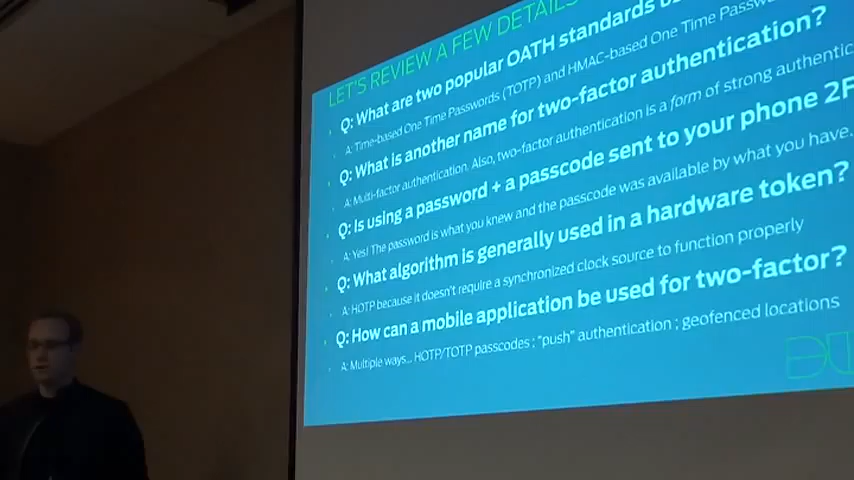 LET'S REVIEW A FEW DETAILS
Q: What are two popular OATH standards
A: Time-based One Time Passwords (TOTP) and HMAC-based One Time
Q: What is another name for two-factor authentication?
A: Multi-factor authentication. Also, two-factor authentication is a form of strong
Q: Is using a password + a passcode sent to your phone
A: Yes! The password is what you knew and the passcode was available by what you have.
Q: What algorithm is generally used in a hardware token?
A: HOTP because it doesn't require a synchronized clock source to function properly
Q: How can a mobile application be used for two-factor?
A: Multiple ways... HOTP/TOTP passcodes ; "push" authentication ; geofenced locations